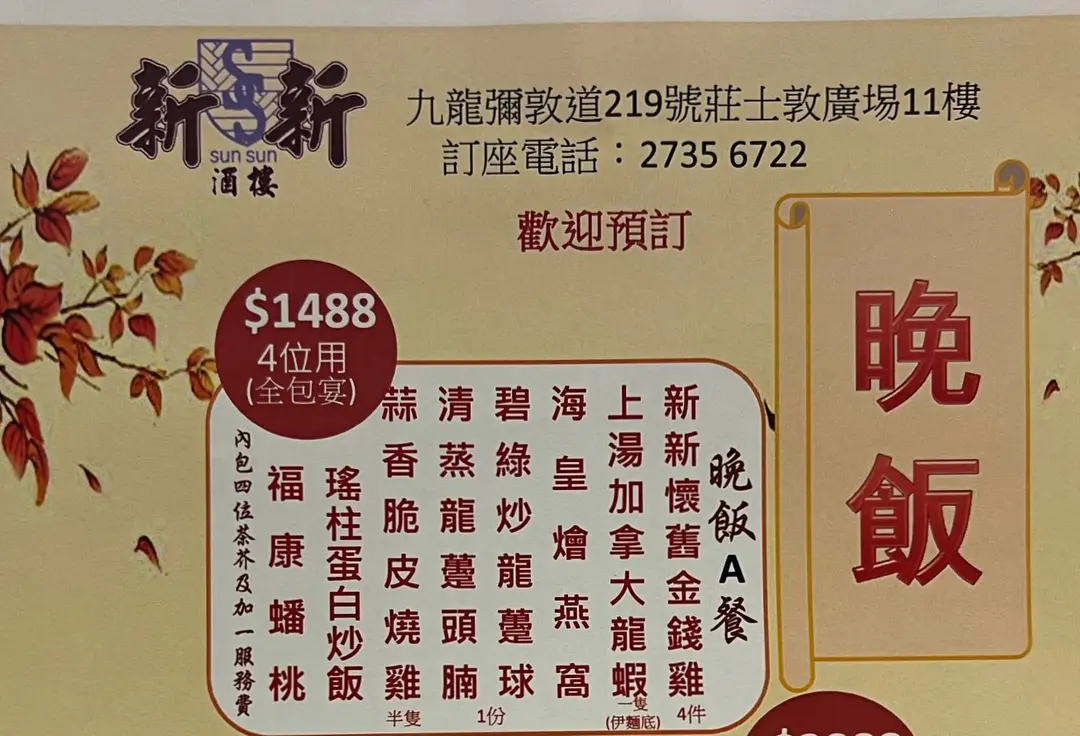 新新
sun sun
酒樓
九龍彌敦道219號莊士敦廣場11樓
訂座電話：2735 6722
歡迎預訂
晚飯
$1488
4位用
(全包宴)
晚飯A餐
新新懷舊金錢雞
4件
上湯加拿大龍蝦
一隻
(伊麵底)
海皇燴燕窩
碧綠炒龍躉球
清蒸龍躉頭腩
1份
蒜香脆皮燒雞
半隻
瑤柱蛋白炒飯
福康蟠桃
內包四位茶芥及加一服務費